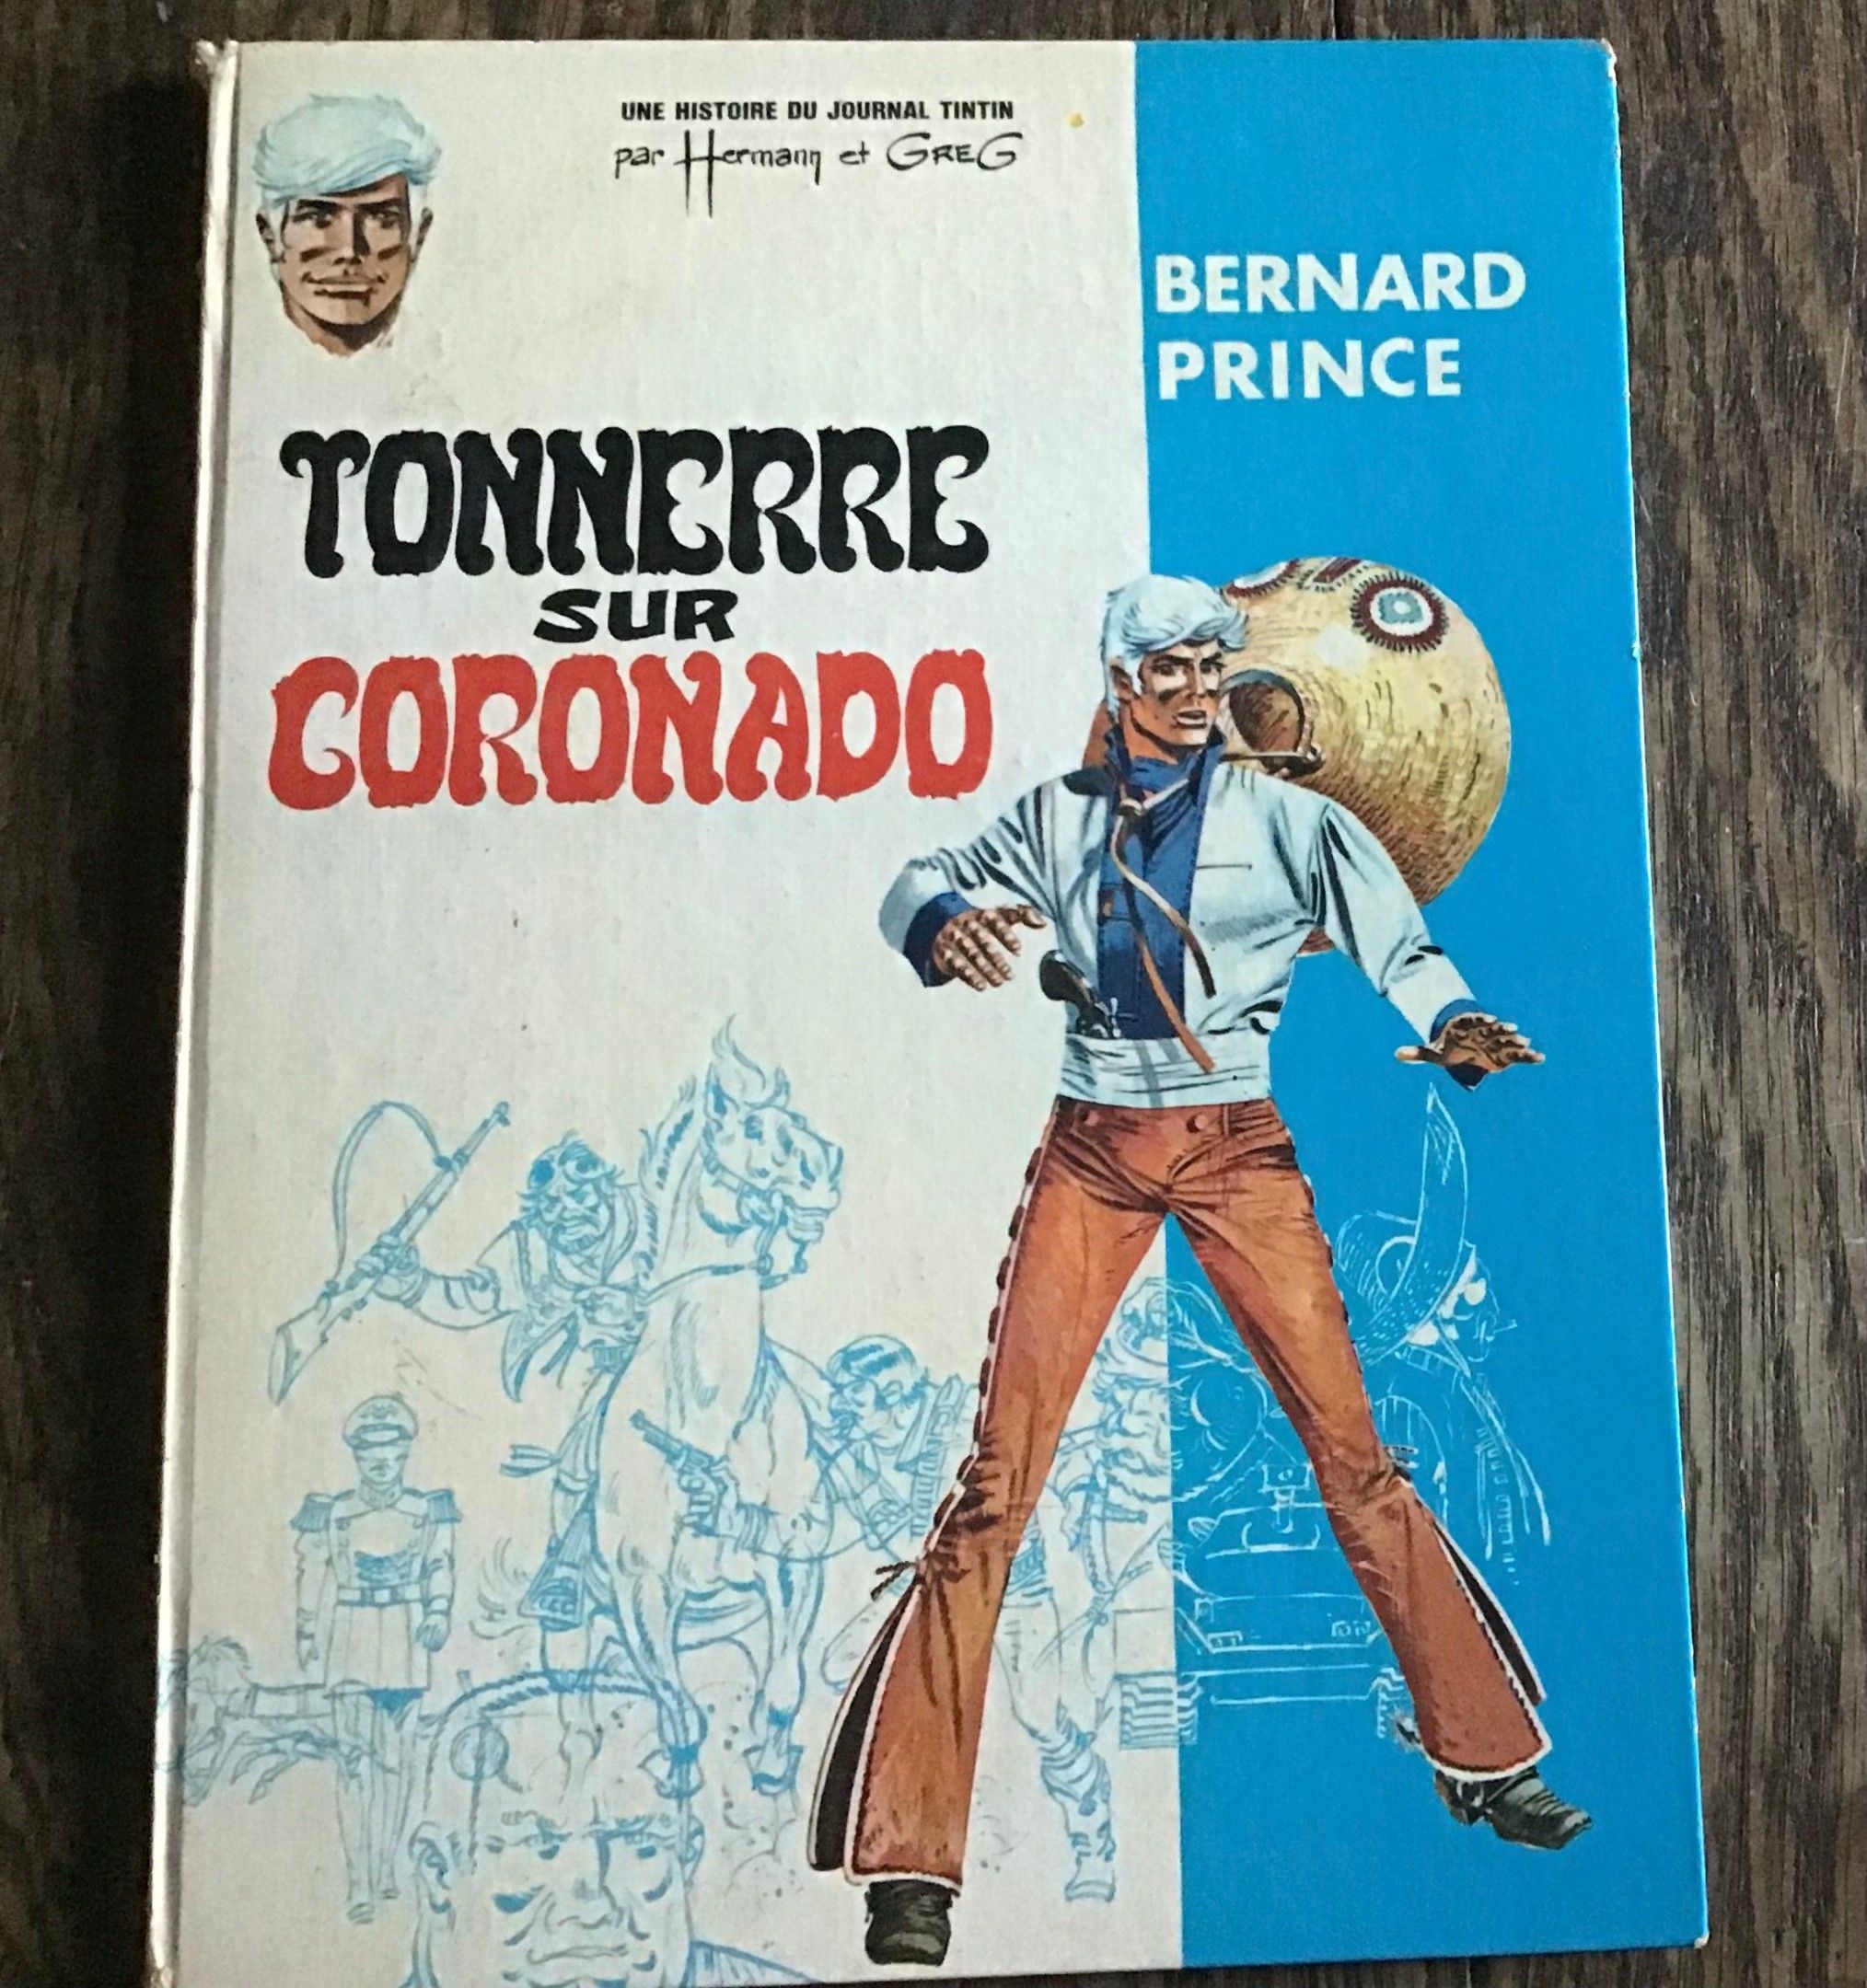 UNE HISTOIRE DU JOURNAL TINTIN
par Hermann et GREG
BERNARD
PRINCE
TONNERRE
SUR
CORONADO